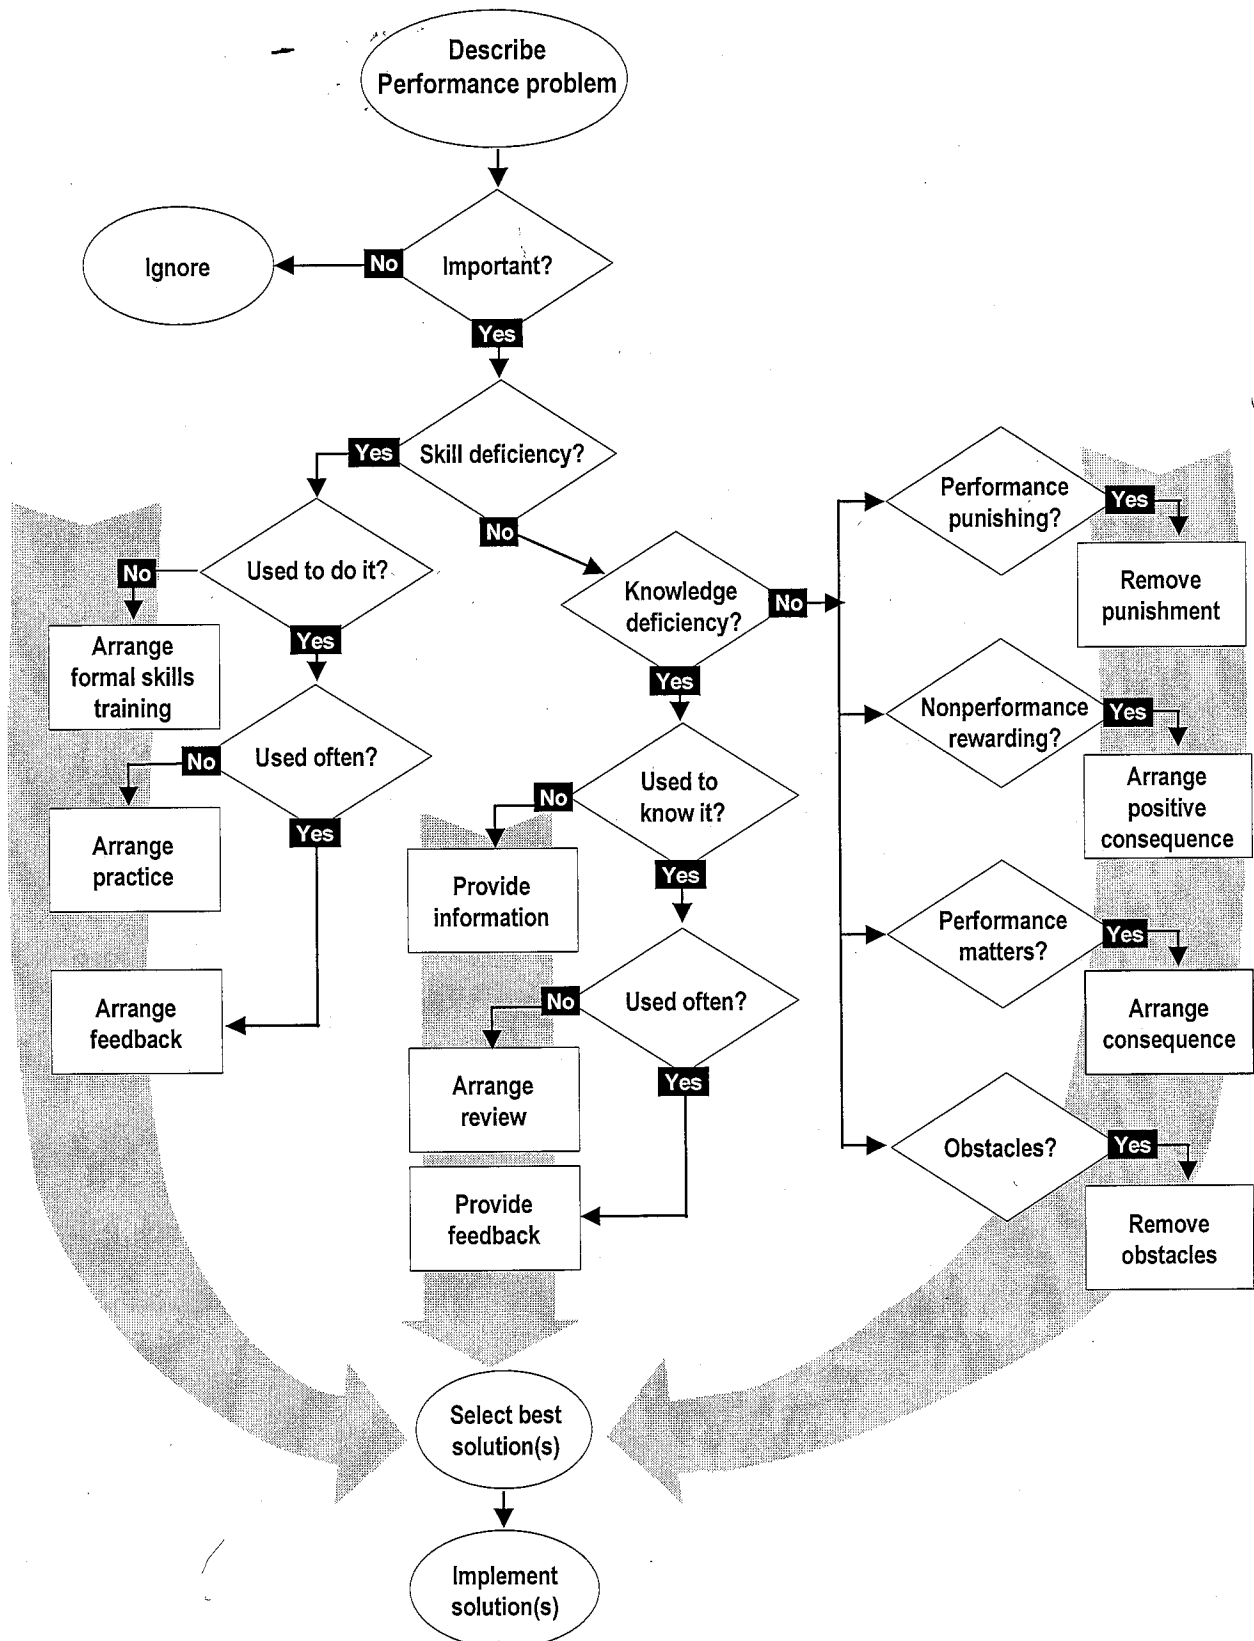 Describe
Performance problem
Ignore
No
Important?
Yes
Yes
Skill deficiency?
No
Used to do it?
No
Yes
Arrange
formal skills
training
Used often?
No
Yes
Arrange
practice
Arrange
feedback
Knowledge
deficiency?
No
Yes
Used to
know it?
No
Yes
Provide
information
Used often?
No
Yes
Arrange
review
Provide
feedback
Performance
punishing?
Yes
Remove
punishment
Nonperformance
rewarding?
Yes
Arrange
positive
consequence
Performance
matters?
Yes
Arrange
consequence
Obstacles?
Yes
Remove
obstacles
Select best
solution(s)
Implement
solution(s)